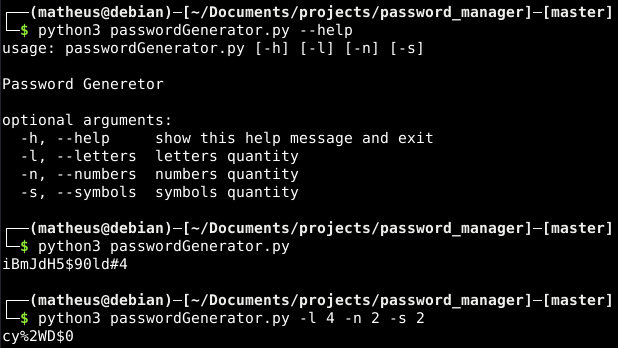 ┌──(matheus@debian)─[~/Documents/projects/password_manager]─[master]
└─$ python3 passwordGenerator.py --help
usage: passwordGenerator.py [-h] [-l] [-n] [-s]
Password Generetor
optional arguments:
-h, --help     show this help message and exit
-l, --letters  letters quantity
-n, --numbers  numbers quantity
-s, --symbols  symbols quantity
┌──(matheus@debian)─[~/Documents/projects/password_manager]─[master]
└─$ python3 passwordGenerator.py
iBmJdH5$90ld#4
┌──(matheus@debian)─[~/Documents/projects/password_manager]─[master]
└─$ python3 passwordGenerator.py -l 4 -n 2 -s 2
cy%2WD$0